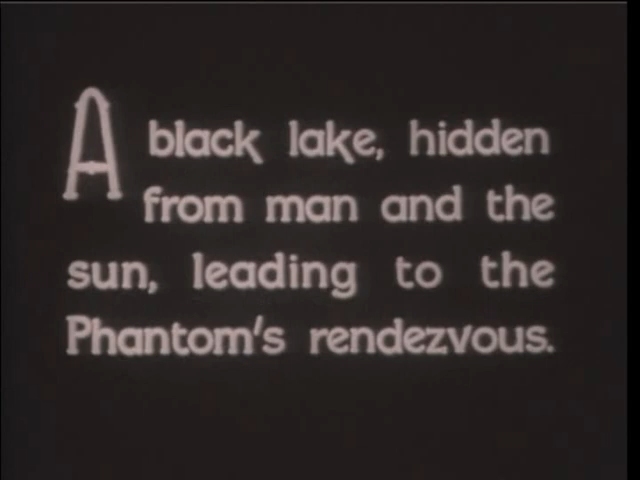 A black lake, hidden
from man and the
sun, leading to the
Phantom's rendezvous.